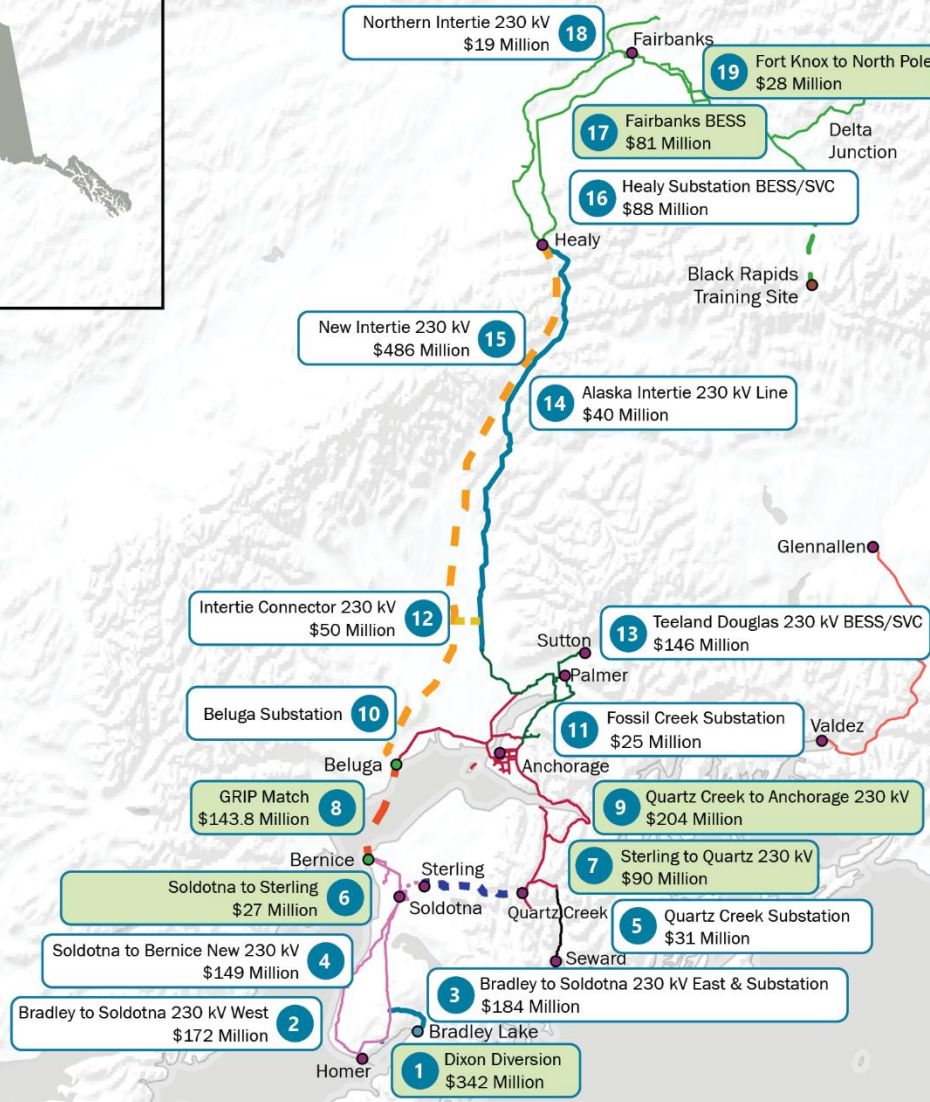 Northern Intertie 230 kV
$19 Million
18
Fairbanks
19
Fort Knox to North Pole
$28 Million
17
Fairbanks BESS
$81 Million
Delta
Junction
16
Healy Substation BESS/SVC
$88 Million
Healy
Black Rapids
Training Site
New Intertie 230 kV
$486 Million
15
14
Alaska Intertie 230 kV Line
$40 Million
Glennallen
Intertie Connector 230 kV
$50 Million
12
Sutton
13
Teeland Douglas 230 kV BESS/SVC
$146 Million
Palmer
Beluga Substation
10
11
Fossil Creek Substation
$25 Million
Valdez
Beluga
Anchorage
GRIP Match
$143.8 Million
8
9
Quartz Creek to Anchorage 230 kV
$204 Million
Bernice
7
Sterling to Quartz 230 kV
$90 Million
Sterling
Soldotna to Sterling
$27 Million
6
Soldotna
Quartz Creek
5
Quartz Creek Substation
$31 Million
Soldotna to Bernice New 230 kV
$149 Million
4
Seward
3
Bradley to Soldotna 230 kV East & Substation
$184 Million
Bradley to Soldotna 230 kV West
$172 Million
2
Bradley Lake
Homer
1
Dixon Diversion
$342 Million